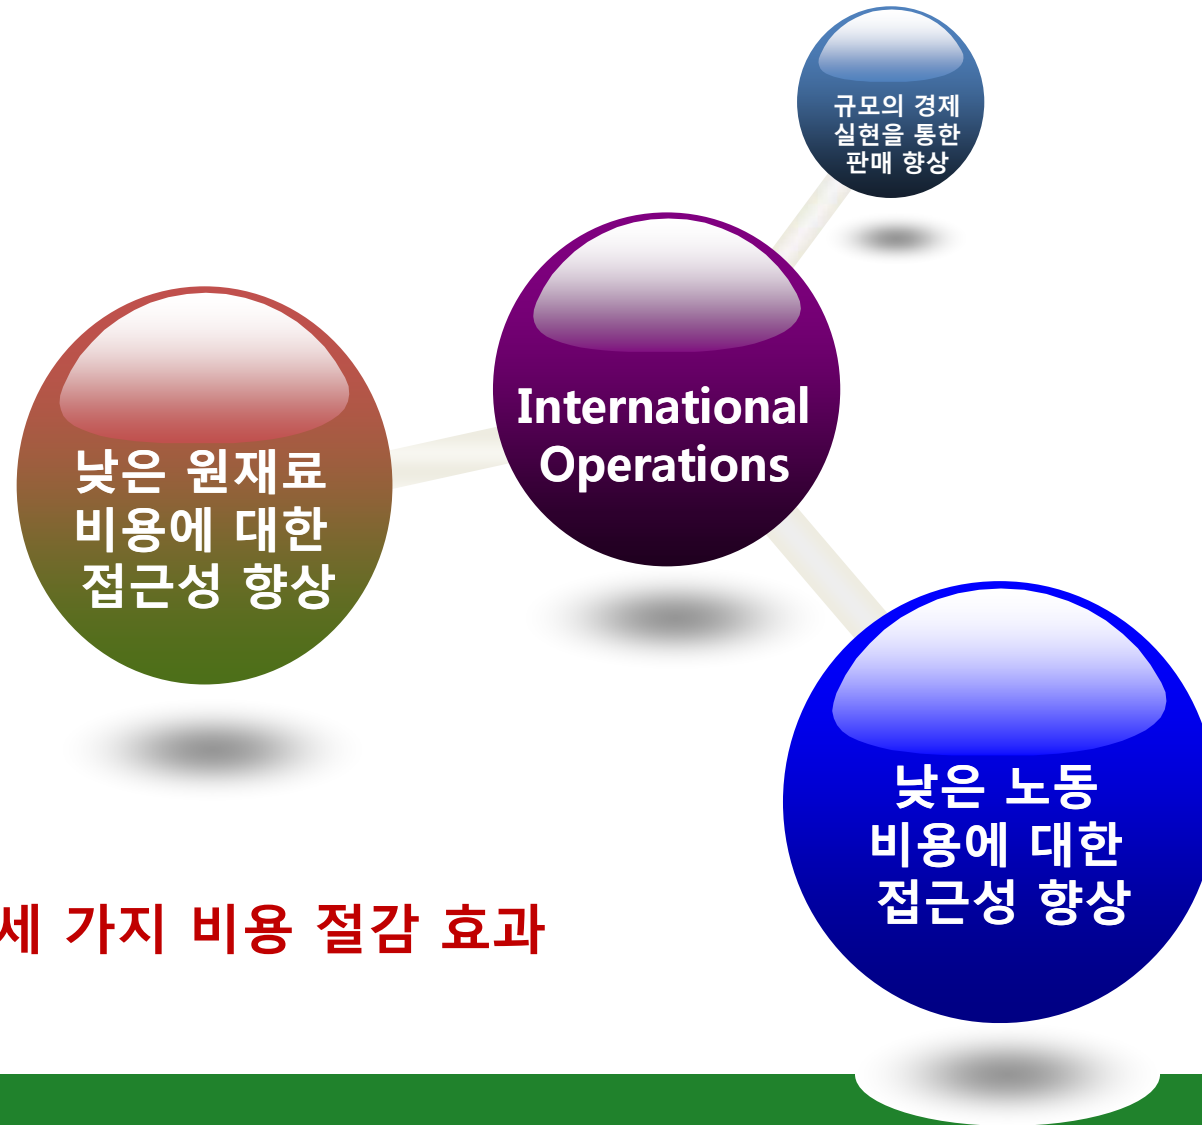 규모의 경제
실현을 통한
판매 향상
International
Operations
낮은 원재료
비용에 대한
접근성 향상
낮은 노동
비용에 대한
접근성 향상
세 가지 비용 절감 효과